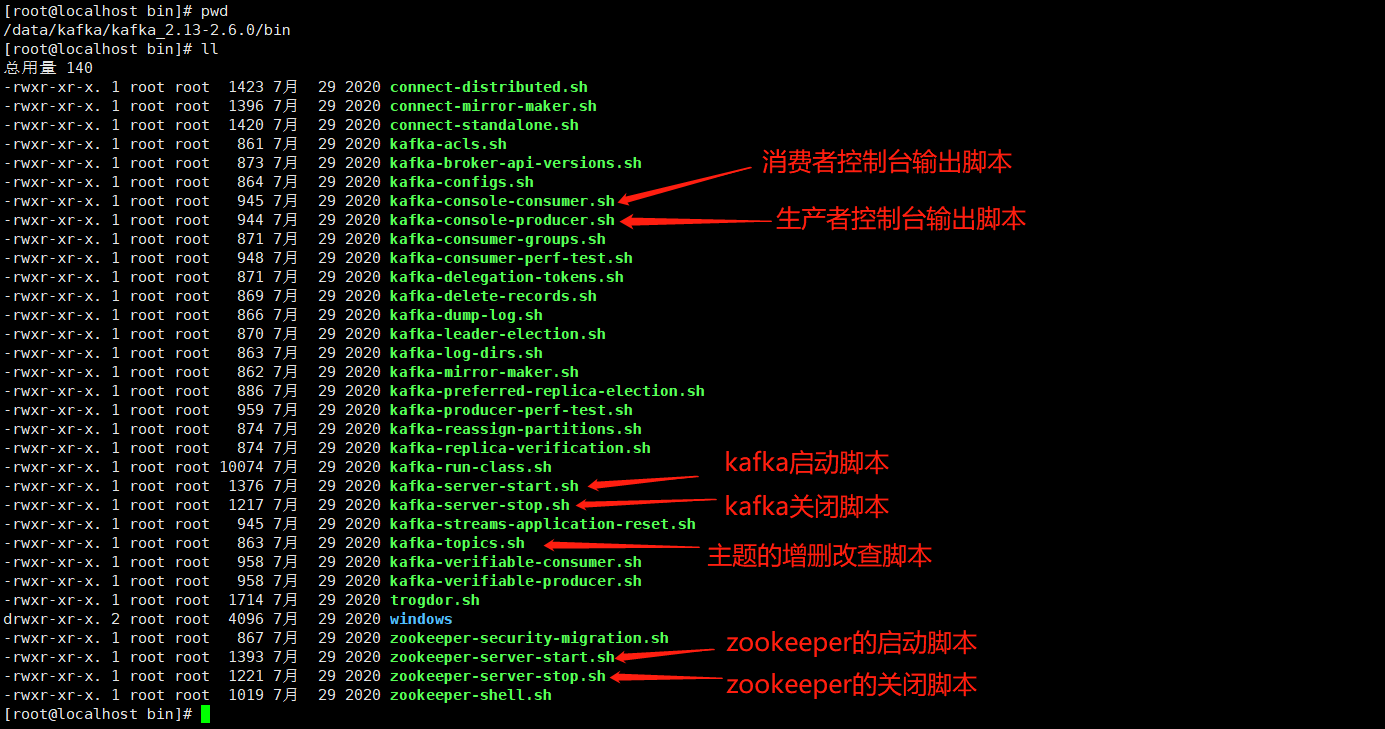 [root@localhost bin]# pwd
/data/kafka/kafka_2.13-2.6.0/bin
[root@localhost bin]# ll
总用量 140
-rwxr-xr-x. 1 root root  1423 7月  29 2020 connect-distributed.sh
-rwxr-xr-x. 1 root root  1396 7月  29 2020 connect-mirror-maker.sh
-rwxr-xr-x. 1 root root  1420 7月  29 2020 connect-standalone.sh
-rwxr-xr-x. 1 root root   861 7月  29 2020 kafka-acls.sh
-rwxr-xr-x. 1 root root   873 7月  29 2020 kafka-broker-api-versions.sh
消费者控制台输出脚本
-rwxr-xr-x. 1 root root   864 7月  29 2020 kafka-configs.sh
-rwxr-xr-x. 1 root root   945 7月  29 2020 kafka-console-consumer.sh
-rwxr-xr-x. 1 root root   944 7月  29 2020 kafka-console-producer.sh
生产者控制台输出脚本
-rwxr-xr-x. 1 root root   871 7月  29 2020 kafka-consumer-groups.sh
-rwxr-xr-x. 1 root root   948 7月  29 2020 kafka-consumer-perf-test.sh
-rwxr-xr-x. 1 root root   871 7月  29 2020 kafka-delegation-tokens.sh
-rwxr-xr-x. 1 root root   869 7月  29 2020 kafka-delete-records.sh
-rwxr-xr-x. 1 root root   866 7月  29 2020 kafka-dump-log.sh
-rwxr-xr-x. 1 root root   870 7月  29 2020 kafka-leader-election.sh
-rwxr-xr-x. 1 root root   863 7月  29 2020 kafka-log-dirs.sh
-rwxr-xr-x. 1 root root   862 7月  29 2020 kafka-mirror-maker.sh
-rwxr-xr-x. 1 root root   886 7月  29 2020 kafka-preferred-replica-election.sh
-rwxr-xr-x. 1 root root   959 7月  29 2020 kafka-producer-perf-test.sh
-rwxr-xr-x. 1 root root   874 7月  29 2020 kafka-reassign-partitions.sh
-rwxr-xr-x. 1 root root   874 7月  29 2020 kafka-replica-verification.sh
-rwxr-xr-x. 1 root root 10074 7月  29 2020 kafka-run-class.sh
kafka启动脚本
-rwxr-xr-x. 1 root root  1376 7月  29 2020 kafka-server-start.sh
-rwxr-xr-x. 1 root root  1217 7月  29 2020 kafka-server-stop.sh
kafka关闭脚本
-rwxr-xr-x. 1 root root   945 7月  29 2020 kafka-streams-application-reset.sh
-rwxr-xr-x. 1 root root   863 7月  29 2020 kafka-topics.sh
主题的增删改查脚本
-rwxr-xr-x. 1 root root   958 7月  29 2020 kafka-verifiable-consumer.sh
-rwxr-xr-x. 1 root root   958 7月  29 2020 kafka-verifiable-producer.sh
-rwxr-xr-x. 1 root root  1714 7月  29 2020 trogdor.sh
drwxr-xr-x. 2 root root  4096 7月  29 2020 windows
-rwxr-xr-x. 1 root root   867 7月  29 2020 zookeeper-security-migration.sh
zookeeper的启动脚本
-rwxr-xr-x. 1 root root  1393 7月  29 2020 zookeeper-server-start.sh
-rwxr-xr-x. 1 root root  1221 7月  29 2020 zookeeper-server-stop.sh
zookeeper的关闭脚本
-rwxr-xr-x. 1 root root  1019 7月  29 2020 zookeeper-shell.sh
[root@localhost bin]#